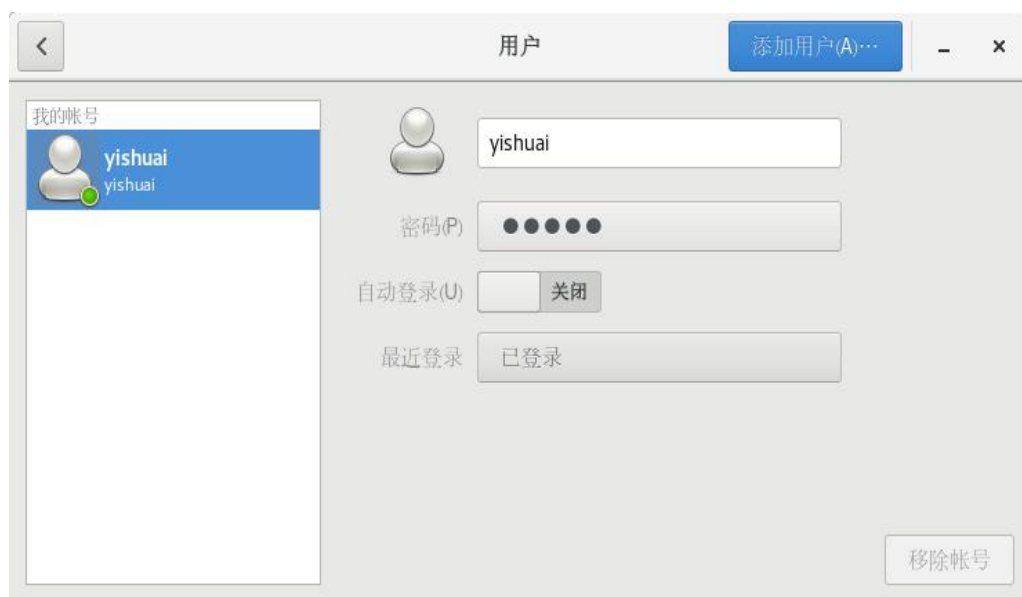 用户
添加用户(A)…
我的帐号
yishuai
yishuai
yishuai
密码(P)
自动登录(U)
关闭
最近登录
已登录
移除帐号